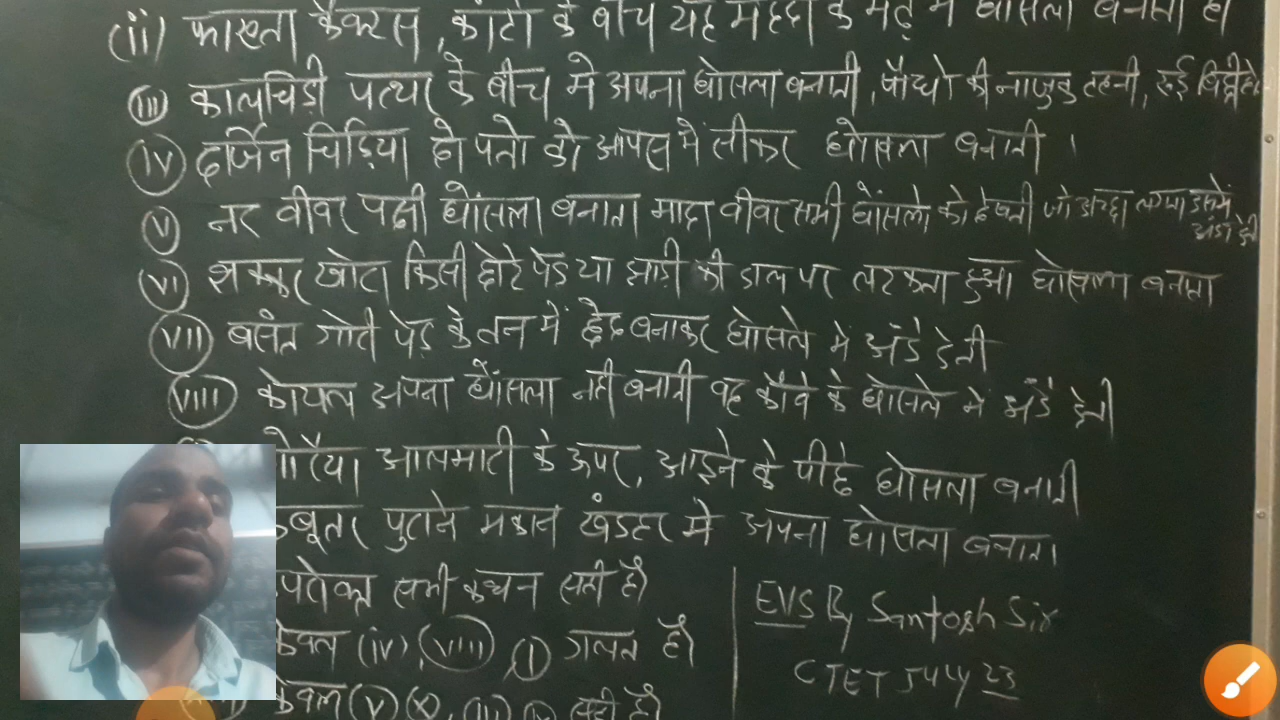 (ii) फाख्ता कैक्टस, कांटो के बीच यह मेहंदी के मेढ़ में घोंसला बनाता है
(iii) कालचिड़ी पत्थर के बीच मे अपना घोसला बनाती, पौधो की नाजुक टहनी, रूई बिछी हो
(iv) दर्जिन चिड़िया दो पतो को आपस में सीकर घोसला बनाती ।
(v) नर वीवर पक्षी घोंसला बनाता मादा वीवर सभी घोंसलो को देखती जो अच्छा लगता उसमें
अंडा देती
(vi) शक्कर खोटा किसी छोटे पेड़ या झाड़ी की डाल पर लटकता हुआ घोसला बनाता
(vii) बसंत गोरी पेड़ के तन में छेद बनाकर घोसले मे अंडे देती
(viii) कोयल अपना घोंसला नही बनाती वह कौवे के घोसले मे अंडे देती
गौरैया आलमारी के ऊपर, आइने के पीछे घोसला बनाती
कबूतर पुराने मकान खंडहर मे अपना घोसला बनाता
सभी कथन सही है
केवल (iv), (viii), (i) गलत है
केवल (v) (x), (iii) सही है
EVS By Santosh Sir
CTET July 23